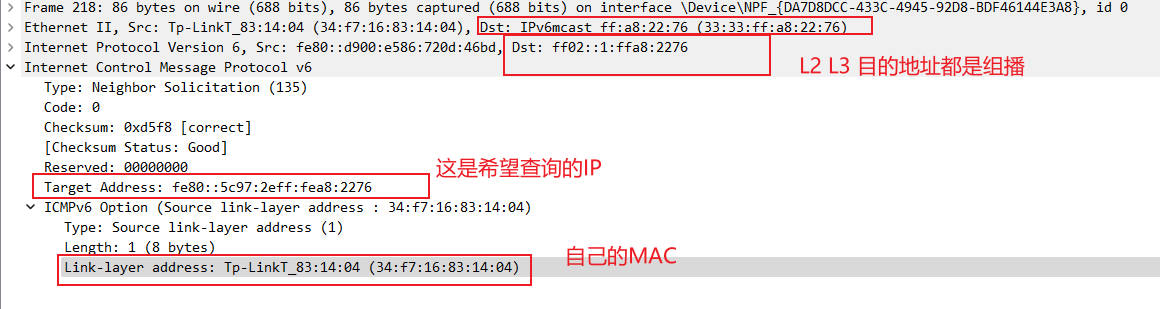 Frame 218: 86 bytes on wire (688 bits), 86 bytes captured (688 bits) on interface \Device\NPF_{DA7D8DCC-433C-4945-92D8-BDF46144E3A8}, id 0
Ethernet II, Src: Tp-LinkT_83:14:04 (34:f7:16:83:14:04), Dst: IPv6mcast_ff:a8:22:76 (33:33:ff:a8:22:76)
Internet Protocol Version 6, Src: fe80::d900:e586:720d:46bd, Dst: ff02::1:ffa8:2276
L2 L3 目的地址都是组播
Internet Control Message Protocol v6
Type: Neighbor Solicitation (135)
Code: 0
Checksum: 0xd5f8 [correct]
[Checksum Status: Good]
Reserved: 00000000
这是希望查询的IP
Target Address: fe80::5c97:2eff:fea8:2276
ICMPv6 Option (Source link-layer address : 34:f7:16:83:14:04)
Type: Source link-layer address (1)
Length: 1 (8 bytes)
自己的MAC
Link-layer address: Tp-LinkT_83:14:04 (34:f7:16:83:14:04)